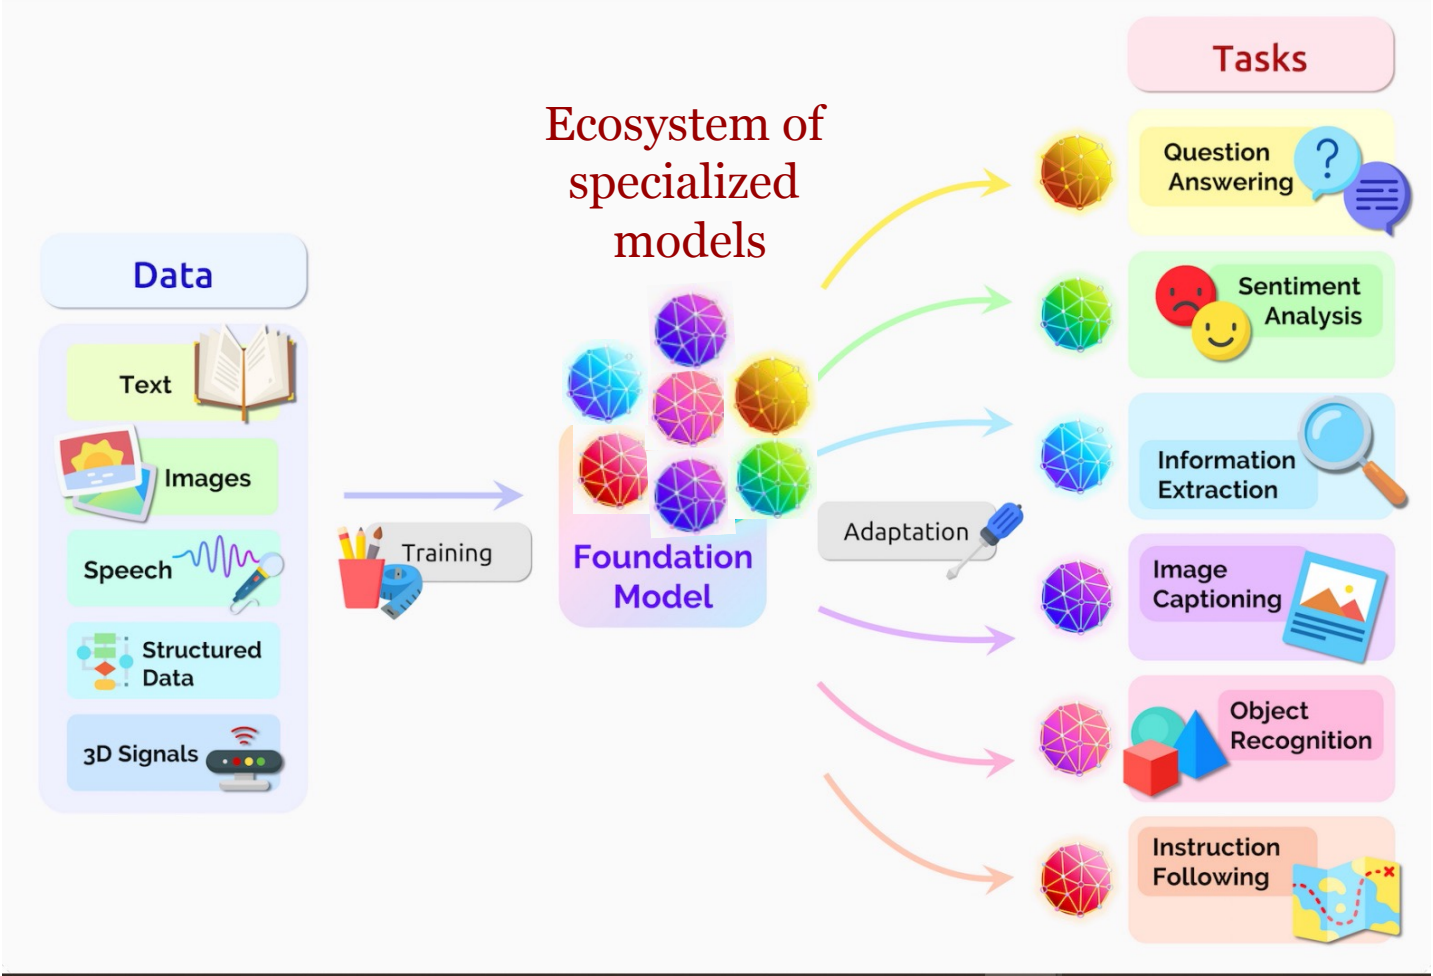 Tasks
Ecosystem of
specialized
models
Data
Text
Images
Speech
Structured
Data
3D Signals
Training
Foundation
Model
Adaptation
Question
Answering
?
Sentiment
Analysis
Information
Extraction
Image
Captioning
Object
Recognition
Instruction
Following